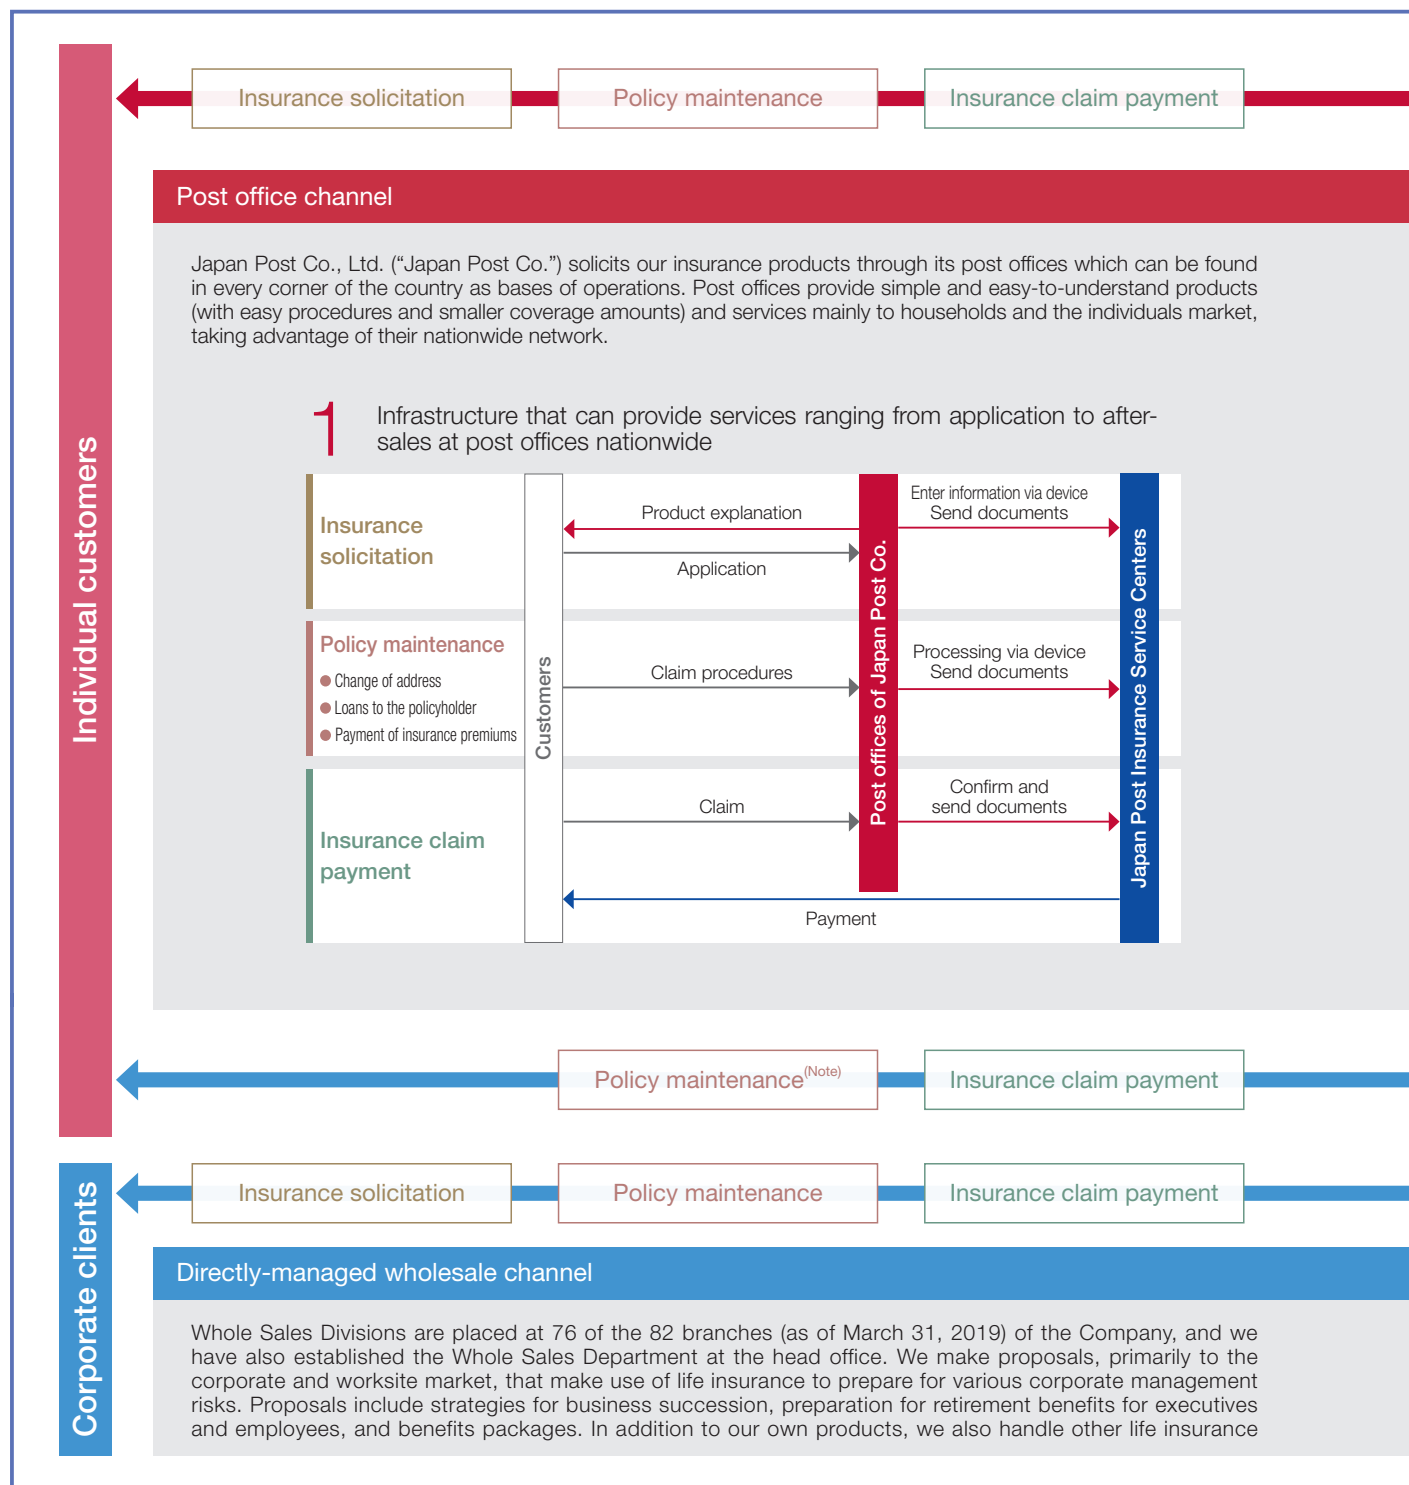 Individual customers
Insurance solicitation
Policy maintenance
Insurance claim payment
Post office channel
Japan Post Co., Ltd. (“Japan Post Co.”) solicits our insurance products through its post offices which can be found
in every corner of the country as bases of operations. Post offices provide simple and easy-to-understand products
(with easy procedures and smaller coverage amounts) and services mainly to households and the individuals market,
taking advantage of their nationwide network.
1
Infrastructure that can provide services ranging from application to after-
sales at post offices nationwide
Insurance
solicitation
Product explanation
Application
Enter information via device
Send documents
Policy maintenance
● Change of address
● Loans to the policyholder
● Payment of insurance premiums
Claim procedures
Processing via device
Send documents
Insurance claim
payment
Claim
Confirm and
send documents
Payment
Customers
Post offices of Japan Post Co.
Japan Post Insurance Service Centers
Policy maintenance(Note)
Insurance claim payment
Corporate clients
Insurance solicitation
Policy maintenance
Insurance claim payment
Directly-managed wholesale channel
Whole Sales Divisions are placed at 76 of the 82 branches (as of March 31, 2019) of the Company, and we
have also established the Whole Sales Department at the head office. We make proposals, primarily to the
corporate and worksite market, that make use of life insurance to prepare for various corporate management
risks. Proposals include strategies for business succession, preparation for retirement benefits for executives
and employees, and benefits packages. In addition to our own products, we also handle other life insurance